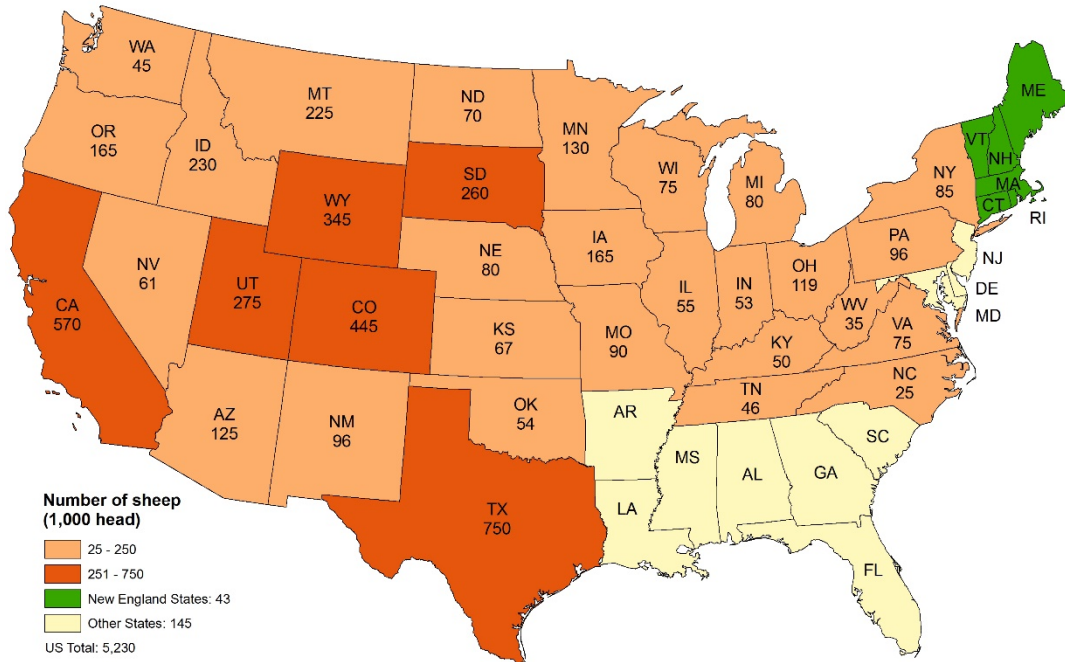 WA
45
MT
225
ND
70
MN
130
ME
VT
NH
OR
165
ID
230
SD
260
WI
75
MI
80
NY
85
MA
CT
RI
WY
345
IA
165
PA
96
NJ
NE
80
NV
61
UT
275
CO
445
IL
55
IN
53
OH
119
DE
MD
CA
570
KS
67
MO
90
WV
35
VA
75
KY
50
NC
25
TN
46
AZ
125
NM
96
OK
54
AR
SC
MS
AL
GA
TX
750
LA
FL
Number of sheep
(1,000 head)
25 - 250
251 - 750
New England States: 43
Other States: 145
US Total: 5,230